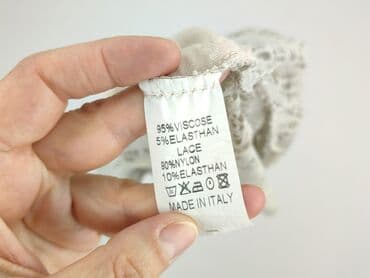 95%VISCOSE
5%ELASTHAN
LACE
90%NYLON
10%ELASTHAN
MADE IN ITALY